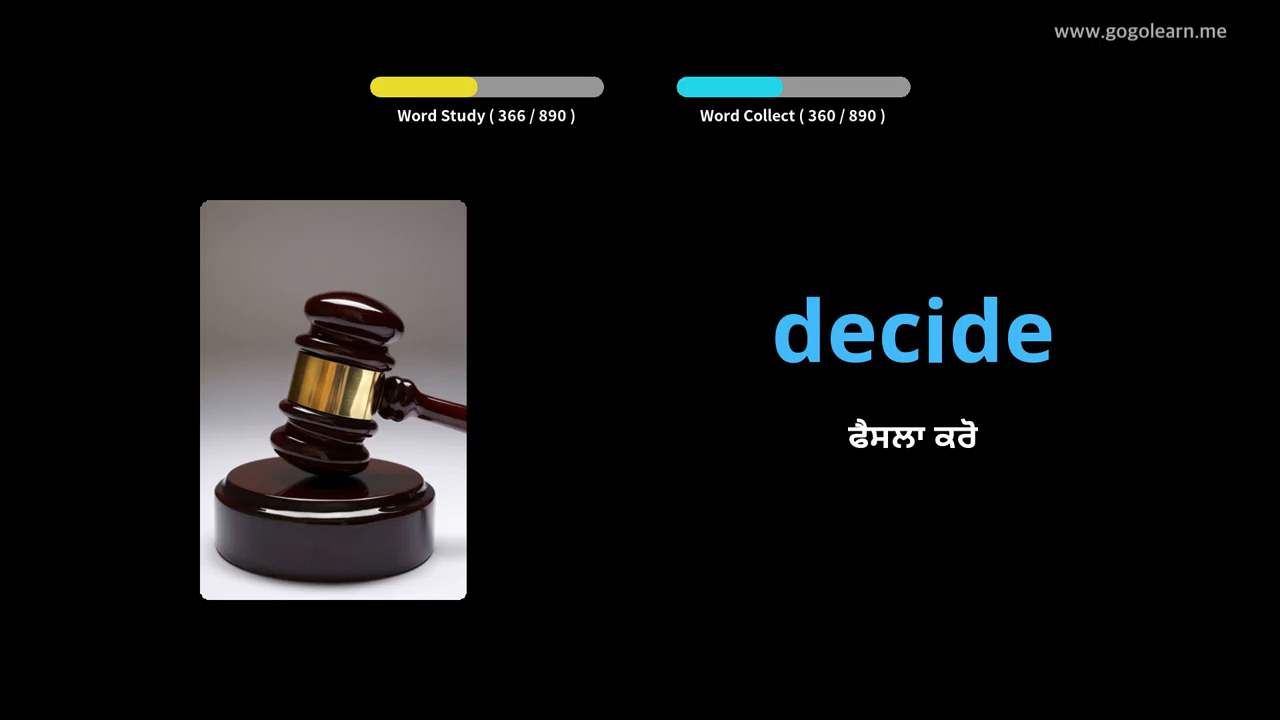 www.gogolearn.me
Word Study ( 366 / 890 )
Word Collect ( 360 / 890 )
decide
ਫੈਸਲਾ ਕਰੋ